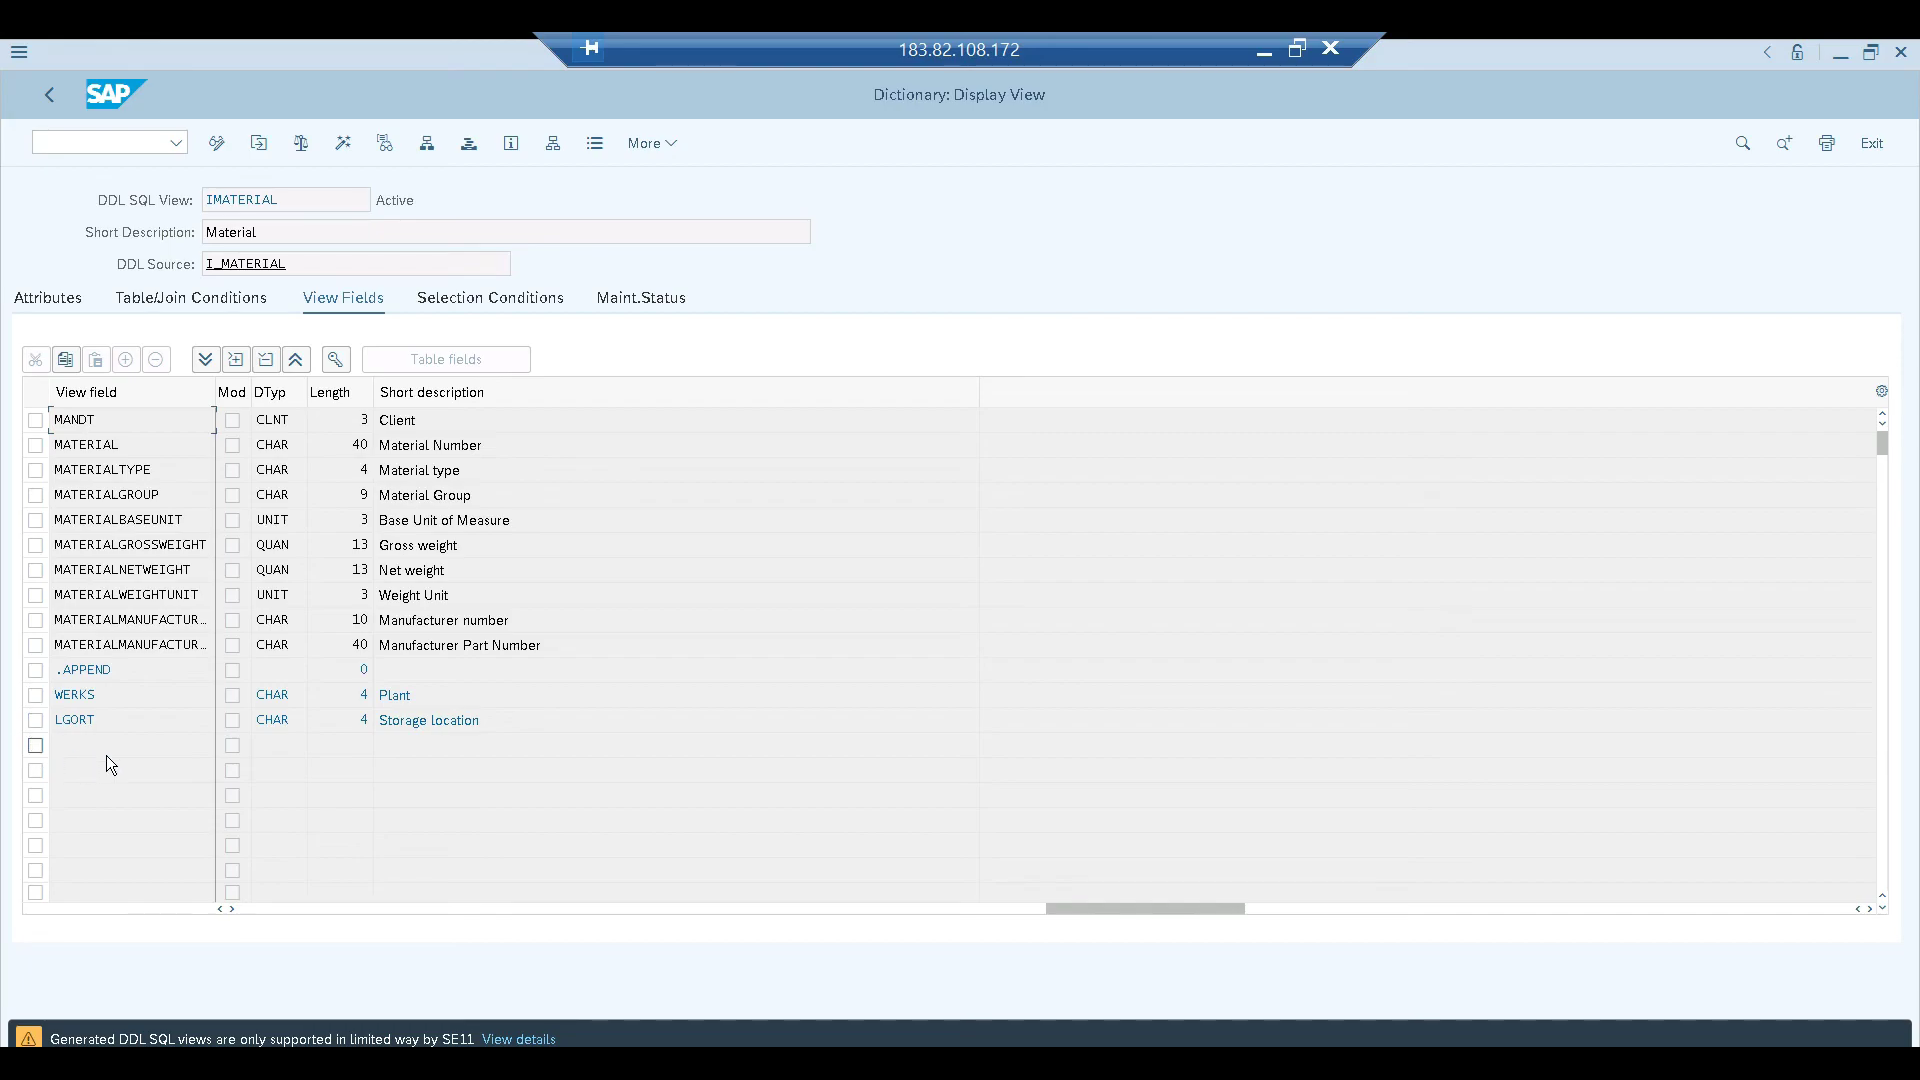 183.82.108.172
SAP
Dictionary: Display View
More
Exit
DDL SQL View: IMATERIAL Active
Short Description: Material
DDL Source: I_MATERIAL
Attributes Table/Join Conditions View Fields Selection Conditions Maint.Status
Table fields
View field Mod DTyp Length Short description
MANDT CLNT 3 Client
MATERIAL CHAR 40 Material Number
MATERIALTYPE CHAR 4 Material type
MATERIALGROUP CHAR 9 Material Group
MATERIALBASEUNIT UNIT 3 Base Unit of Measure
MATERIALGROSSWEIGHT QUAN 13 Gross weight
MATERIALNETWEIGHT QUAN 13 Net weight
MATERIALWEIGHTUNIT UNIT 3 Weight Unit
MATERIALMANUFACTUR... CHAR 10 Manufacturer number
MATERIALMANUFACTUR... CHAR 40 Manufacturer Part Number
.APPEND 0
WERKS CHAR 4 Plant
LGORT CHAR 4 Storage location
Generated DDL SQL views are only supported in limited way by SE11 View details